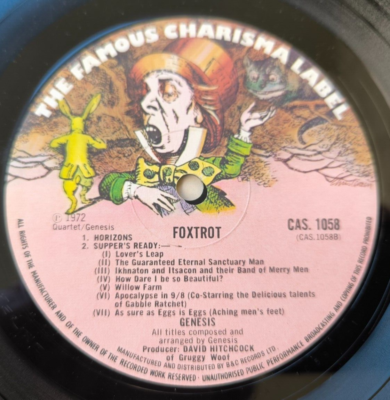 THE FAMOUS CHARISMA LABEL
℗ 1972
Quartet/Genesis
FOXTROT
CAS. 1058
(CAS.1058B)
1. HORIZONS
2. SUPPER'S READY:—
(I) Lover's Leap
(II) The Guaranteed Eternal Sanctuary Man
(III) Ikhnaton and Itsacon and their Band of Merry Men
(IV) How Dare I be so Beautiful?
(V) Willow Farm
(VI) Apocalypse in 9/8 (Co-Starring the Delicious talents
of Gabble Ratchet)
(VII) As sure as Eggs is Eggs (Aching men's feet)
GENESIS
All titles composed and
arranged by Genesis
Producer: DAVID HITCHCOCK
of Gruggy Woof
MANUFACTURED AND DISTRIBUTED BY B&C RECORDS LTD.
ALL RIGHTS OF THE MANUFACTURER AND OF THE OWNER OF THE RECORDED WORK RESERVED · UNAUTHORISED PUBLIC PERFORMANCE, BROADCASTING AND COPYING OF THIS RECORD PROHIBITED